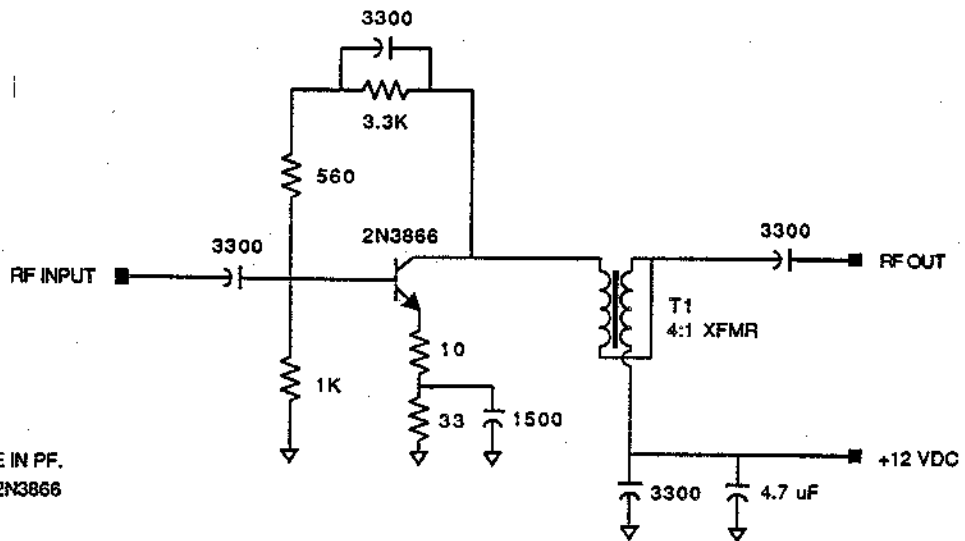 3300
3.3K
560
3300
2N3866
3300
RF INPUT
RF OUT
T1
4:1 XFMR
10
1K
33
1500
IN PF.
+12 VDC
2N3866
3300
4.7 uF